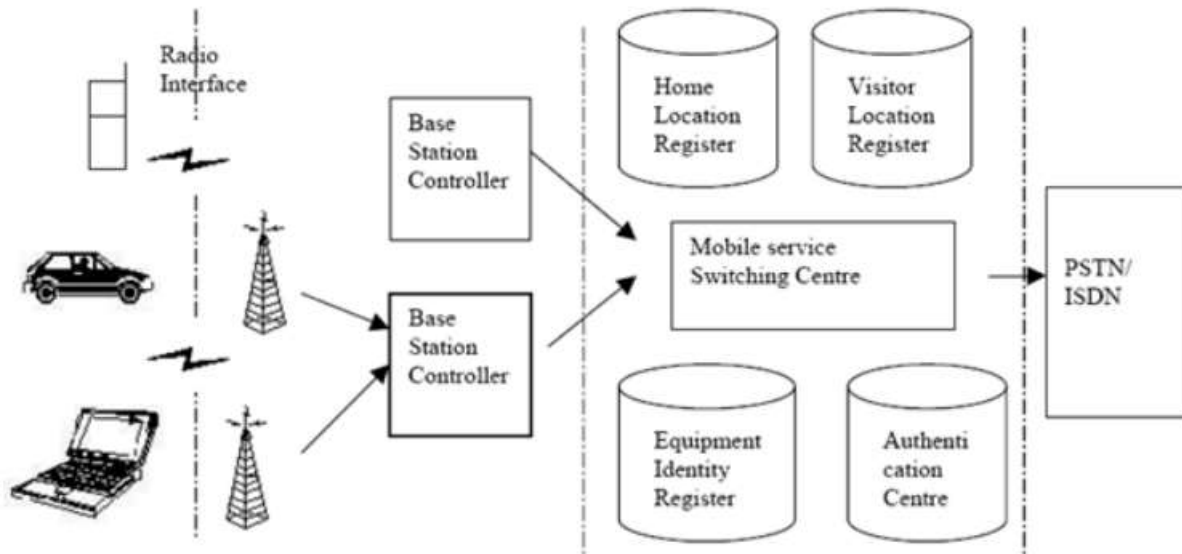 Radio
Interface
Base
Station
Controller
Home
Location
Register
Visitor
Location
Register
Mobile service
Switching Centre
PSTN/
ISDN
Base
Station
Controller
Equipment
Identity
Register
Authenti
cation
Centre